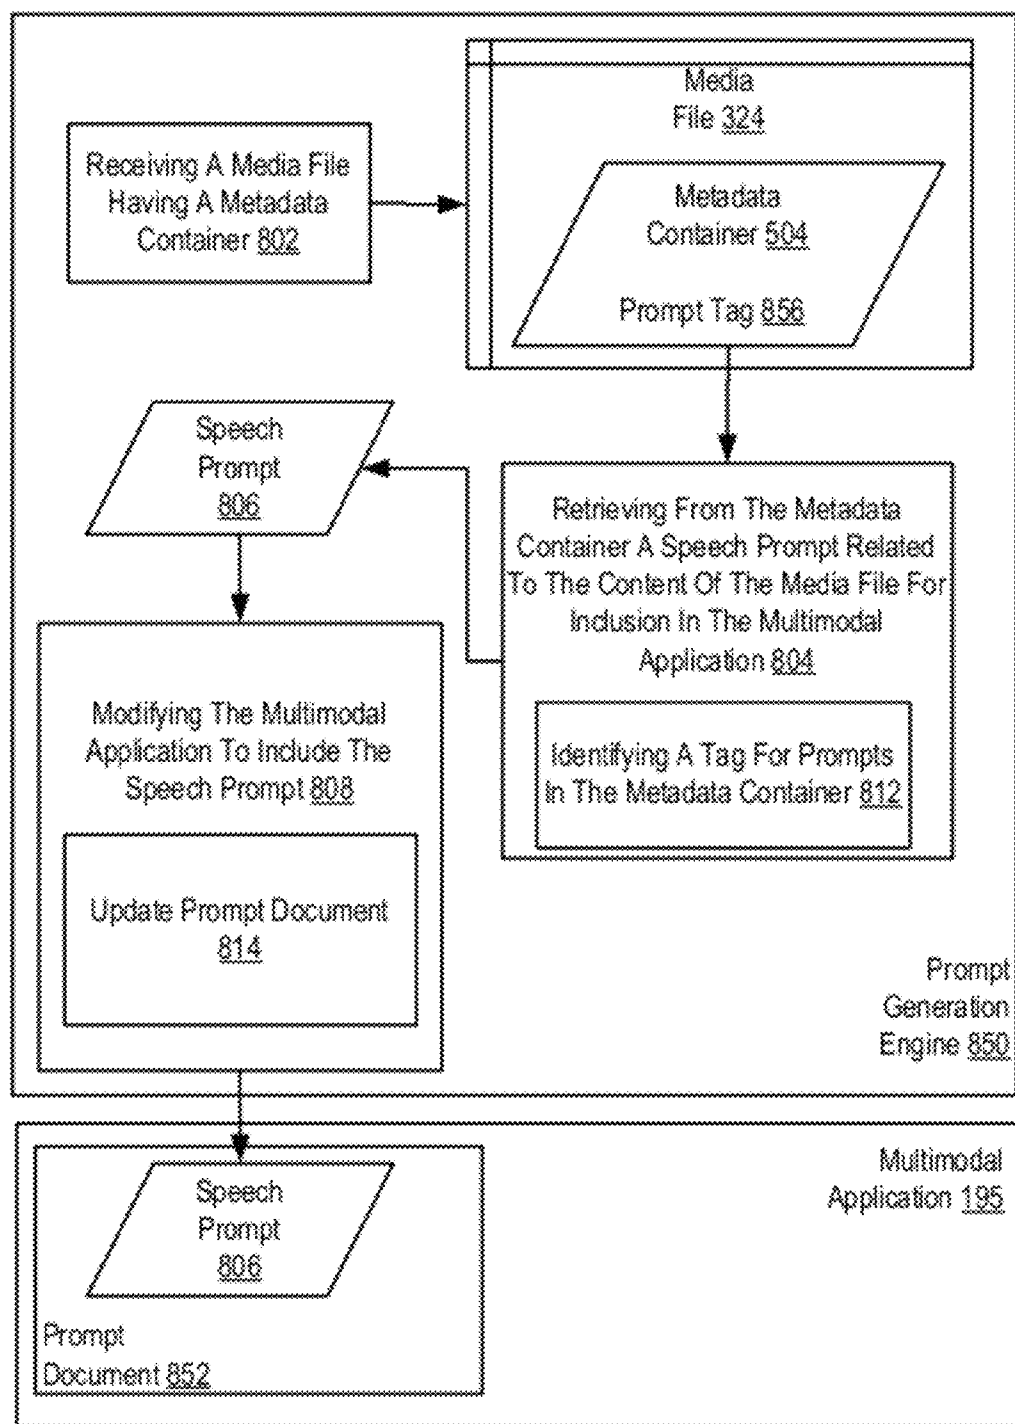 Media
File 324
Receiving A Media File
Having A Metadata
Container 802
Metadata
Container 504
Prompt Tag 856
Speech
Prompt
806
Retrieving From The Metadata
Container A Speech Prompt Related
To The Content Of The Media File For
Inclusion In The Multimodal
Application 804
Identifying A Tag For Prompts
In The Metadata Container 812
Modifying The Multimodal
Application To Include The
Speech Prompt 808
Update Prompt Document
814
Prompt
Generation
Engine 850
Multimodal
Application 195
Speech
Prompt
806
Prompt
Document 852